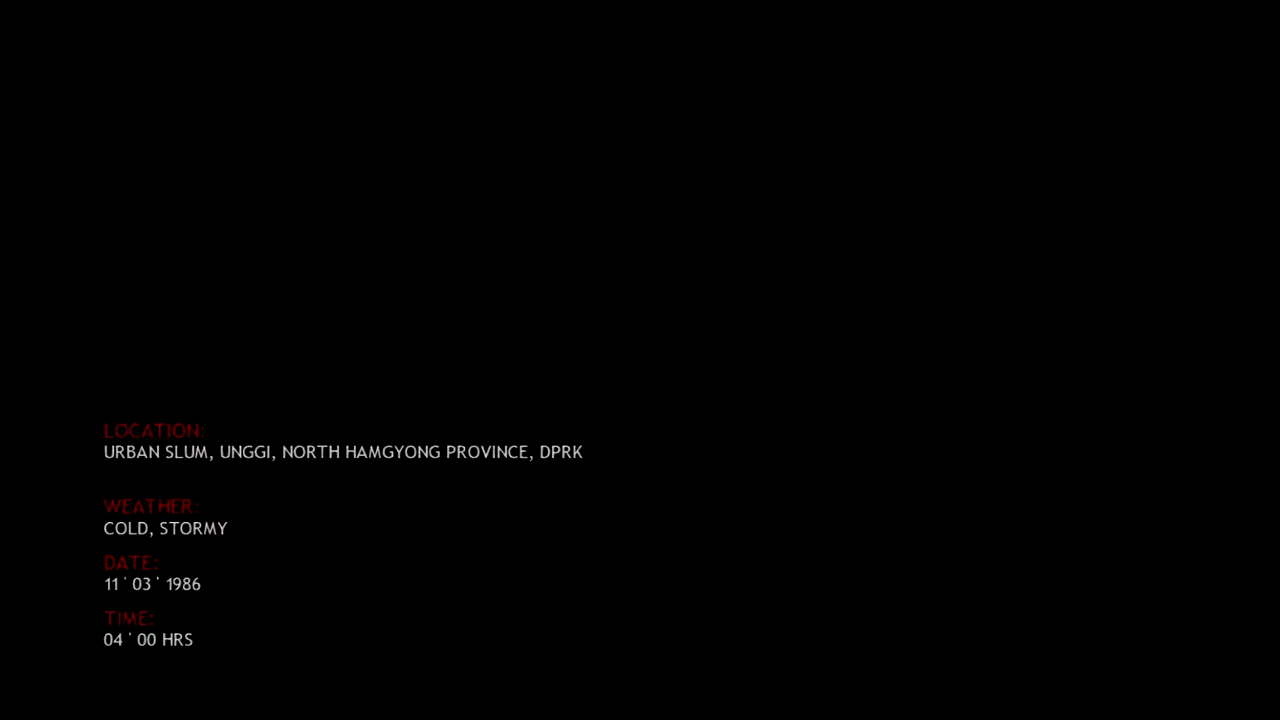 LOCATION:
URBAN SLUM, UNGGI, NORTH HAMGYONG PROVINCE, DPRK
WEATHER:
COLD, STORMY
DATE:
11 ' 03 ' 1986
TIME:
04 ' 00 HRS